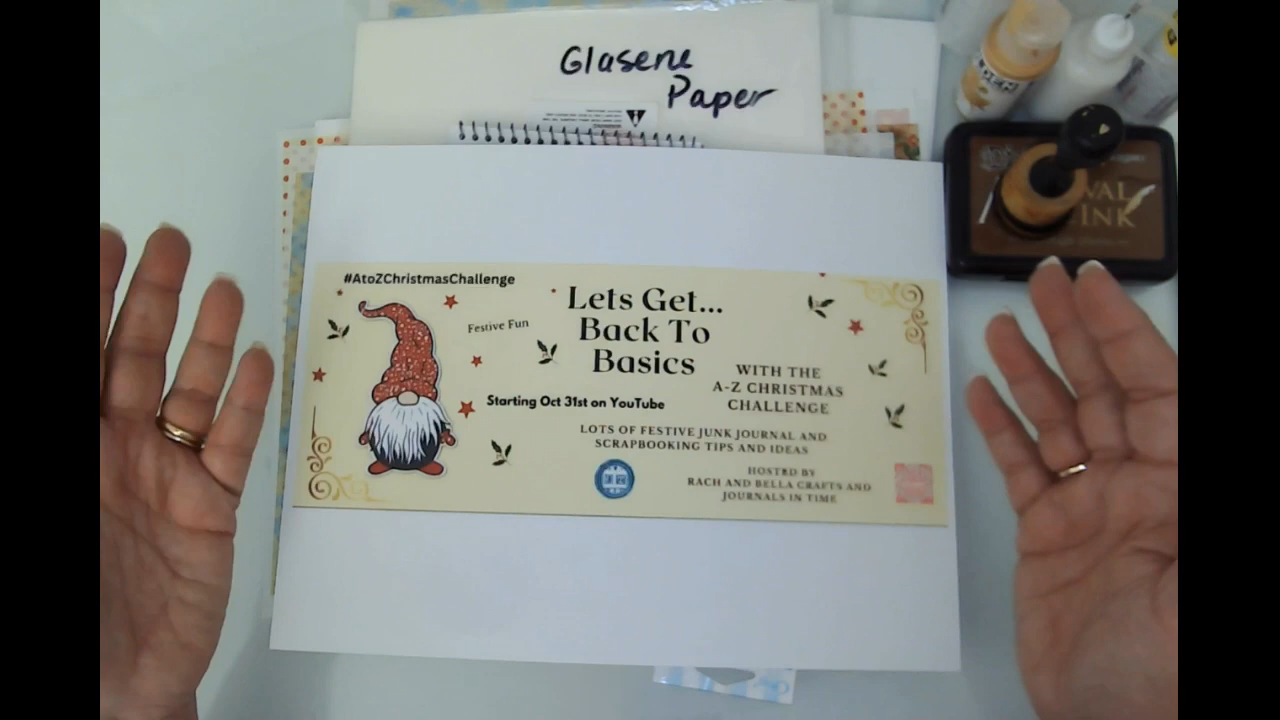 Glasene
Paper
VAL
INK
#AtoZChristmasChallenge
Festive Fun
Lets Get...
Back To
Basics
Starting Oct 31st on YouTube
WITH THE
A-Z CHRISTMAS
CHALLENGE
LOTS OF FESTIVE JUNK JOURNAL AND
SCRAPBOOKING TIPS AND IDEAS
HOSTED BY
RACH AND BELLA CRAFTS AND
JOURNALS IN TIME